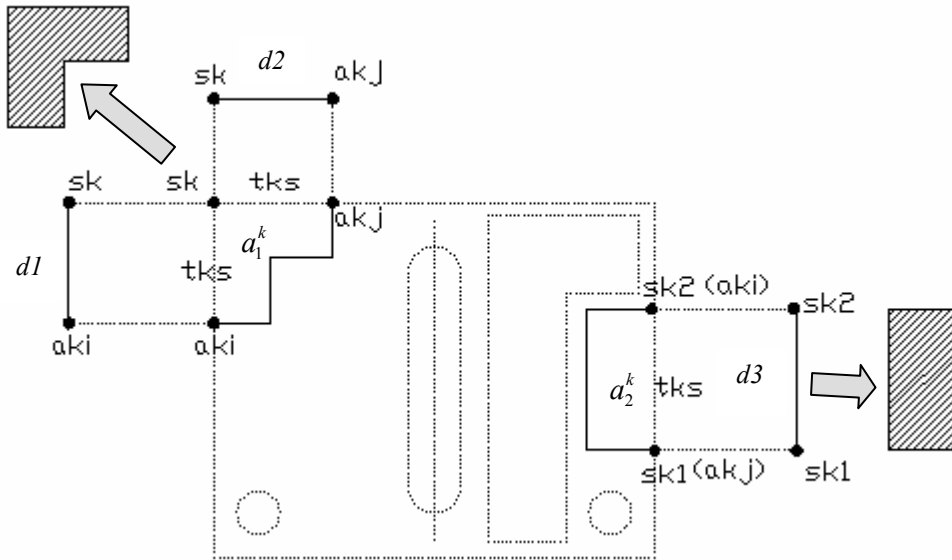 d2
sk
akj
sk
sk
tks
akj
a₁ᵏ
d1
tks
aki
aki
sk2 (aki)
sk2
a₂ᵏ
tks
d3
sk1(akj)
sk1